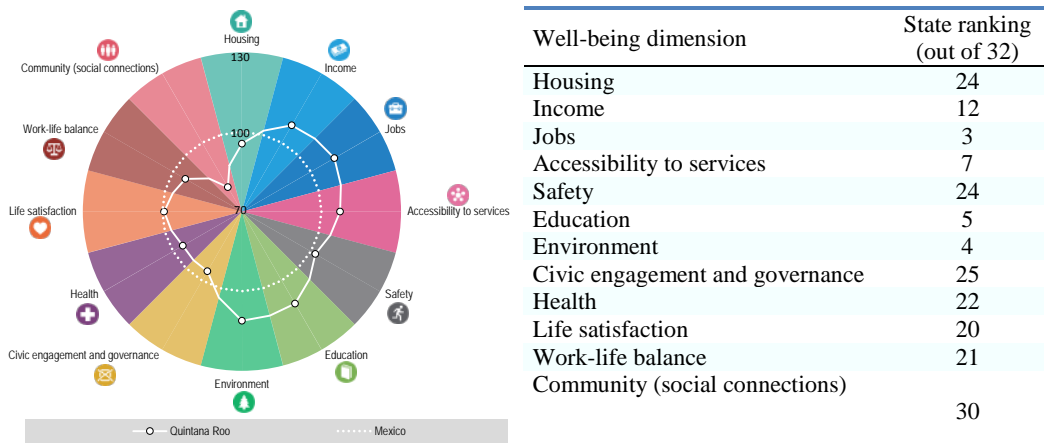 Housing
130
Community (social connections)
Income
Work-life balance
100
Jobs
Life satisfaction
70
Accessibility to services
Health
Safety
Civic engagement and governance
Education
Environment
Quintana Roo
Mexico
Well-being dimension State ranking
(out of 32)
Housing 24
Income 12
Jobs 3
Accessibility to services 7
Safety 24
Education 5
Environment 4
Civic engagement and governance 25
Health 22
Life satisfaction 20
Work-life balance 21
Community (social connections)
30